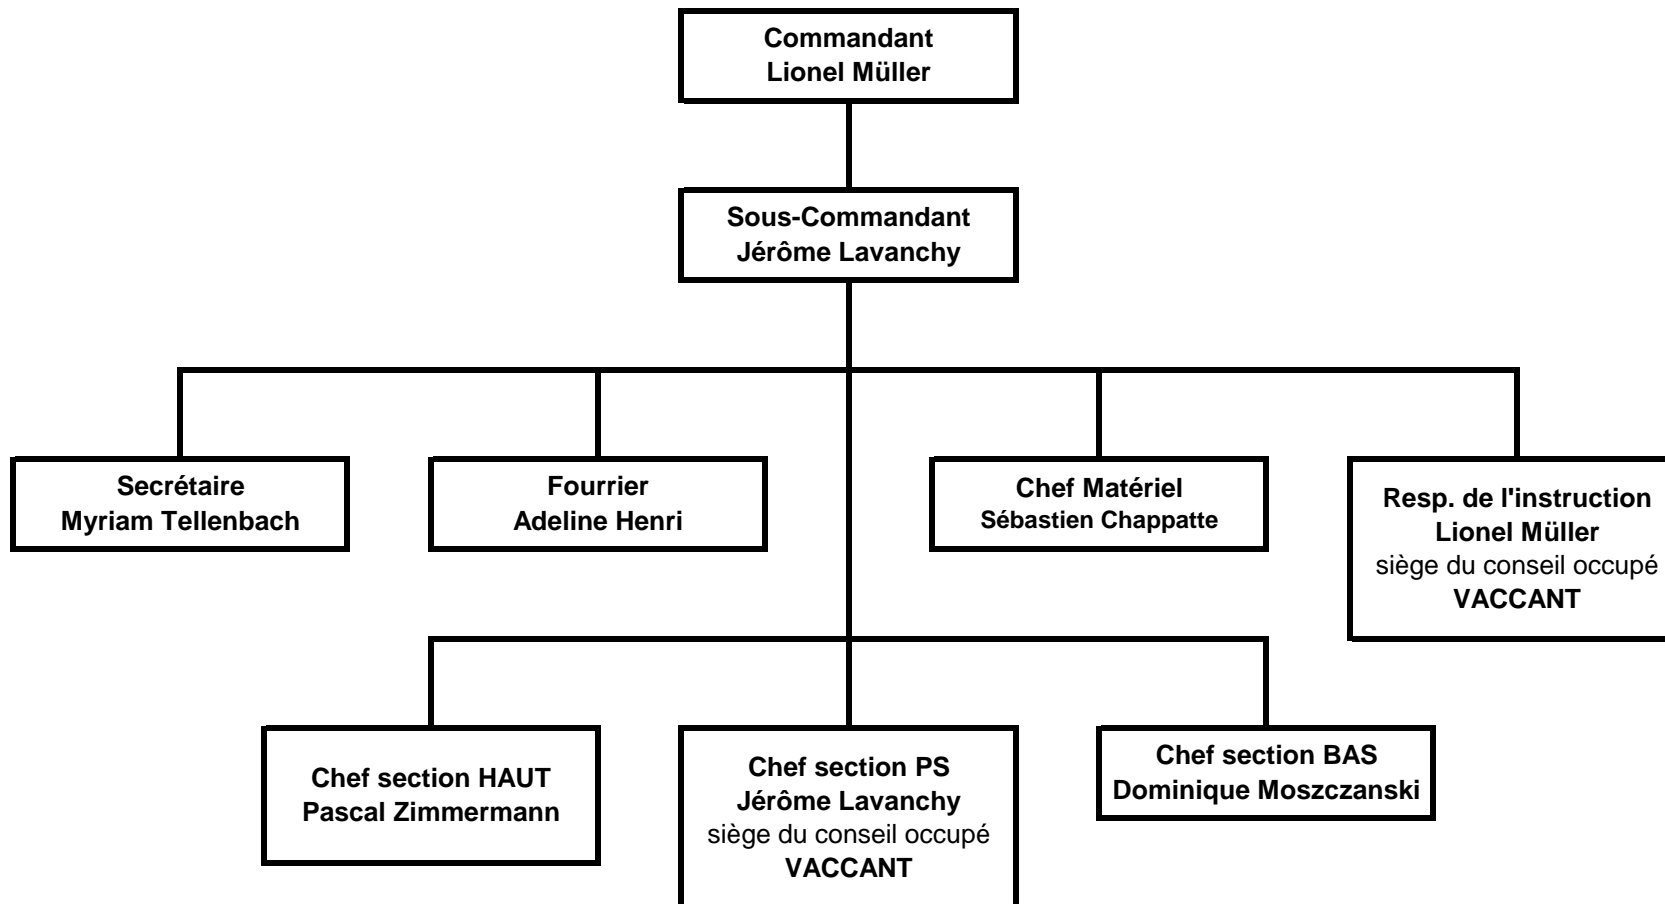 Commandant
Lionel Müller
Sous-Commandant
Jérôme Lavanchy
Secrétaire
Myriam Tellenbach
Fourrier
Adeline Henri
Chef Matériel
Sébastien Chappatte
Resp. de l'instruction
Lionel Müller
siège du conseil occupé
VACCANT
Chef section HAUT
Pascal Zimmermann
Chef section PS
Jérôme Lavanchy
siège du conseil occupé
VACCANT
Chef section BAS
Dominique Moszczanski